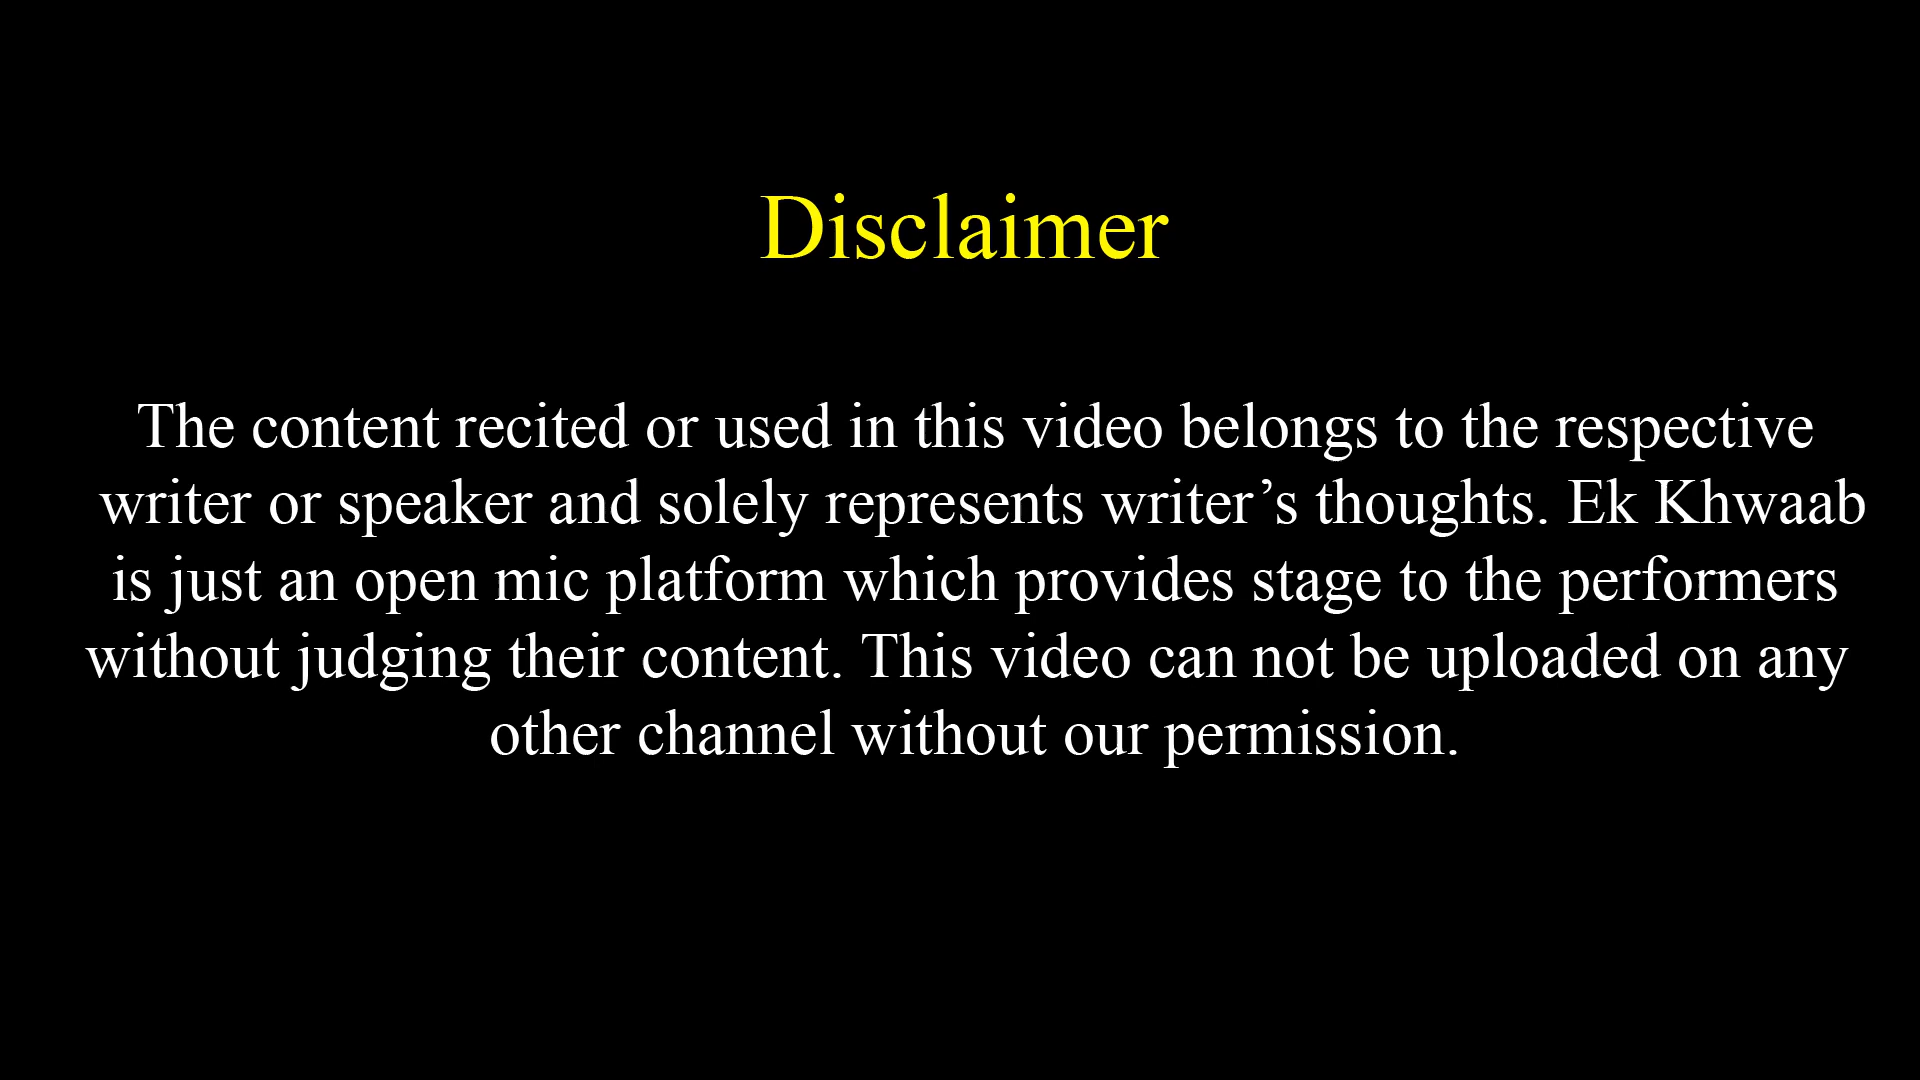 Disclaimer
The content recited or used in this video belongs to the respective
writer or speaker and solely represents writer’s thoughts. Ek Khwaab
is just an open mic platform which provides stage to the performers
without judging their content. This video can not be uploaded on any
other channel without our permission.